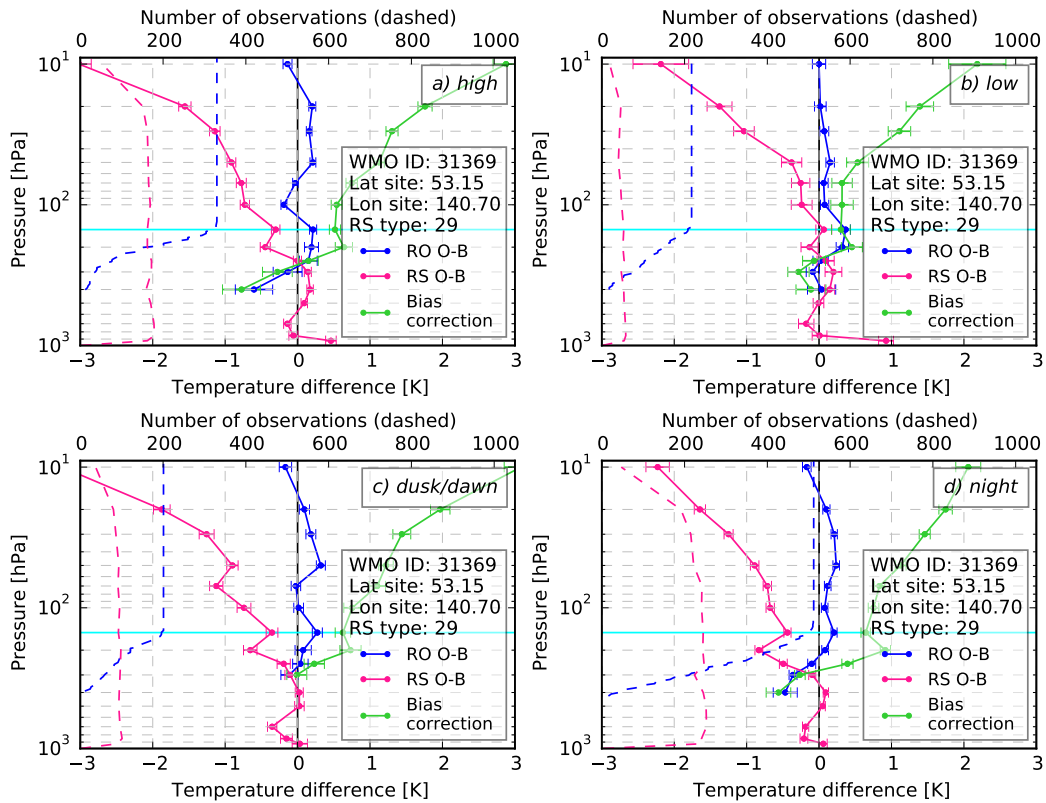 Number of observations (dashed)
0 200 400 600 800 1000
a) high
WMO ID: 31369
Lat site: 53.15
Lon site: 140.70
RS type: 29
RO O-B
RS O-B
Bias
correction
Pressure [hPa]
10^1
10^2
10^3
−3 −2 −1 0 1 2 3
Temperature difference [K]
Number of observations (dashed)
0 200 400 600 800 1000
b) low
WMO ID: 31369
Lat site: 53.15
Lon site: 140.70
RS type: 29
RO O-B
RS O-B
Bias
correction
Pressure [hPa]
10^1
10^2
10^3
−3 −2 −1 0 1 2 3
Temperature difference [K]
Number of observations (dashed)
0 200 400 600 800 1000
c) dusk/dawn
WMO ID: 31369
Lat site: 53.15
Lon site: 140.70
RS type: 29
RO O-B
RS O-B
Bias
correction
Pressure [hPa]
10^1
10^2
10^3
−3 −2 −1 0 1 2 3
Temperature difference [K]
Number of observations (dashed)
0 200 400 600 800 1000
d) night
WMO ID: 31369
Lat site: 53.15
Lon site: 140.70
RS type: 29
RO O-B
RS O-B
Bias
correction
Pressure [hPa]
10^1
10^2
10^3
−3 −2 −1 0 1 2 3
Temperature difference [K]